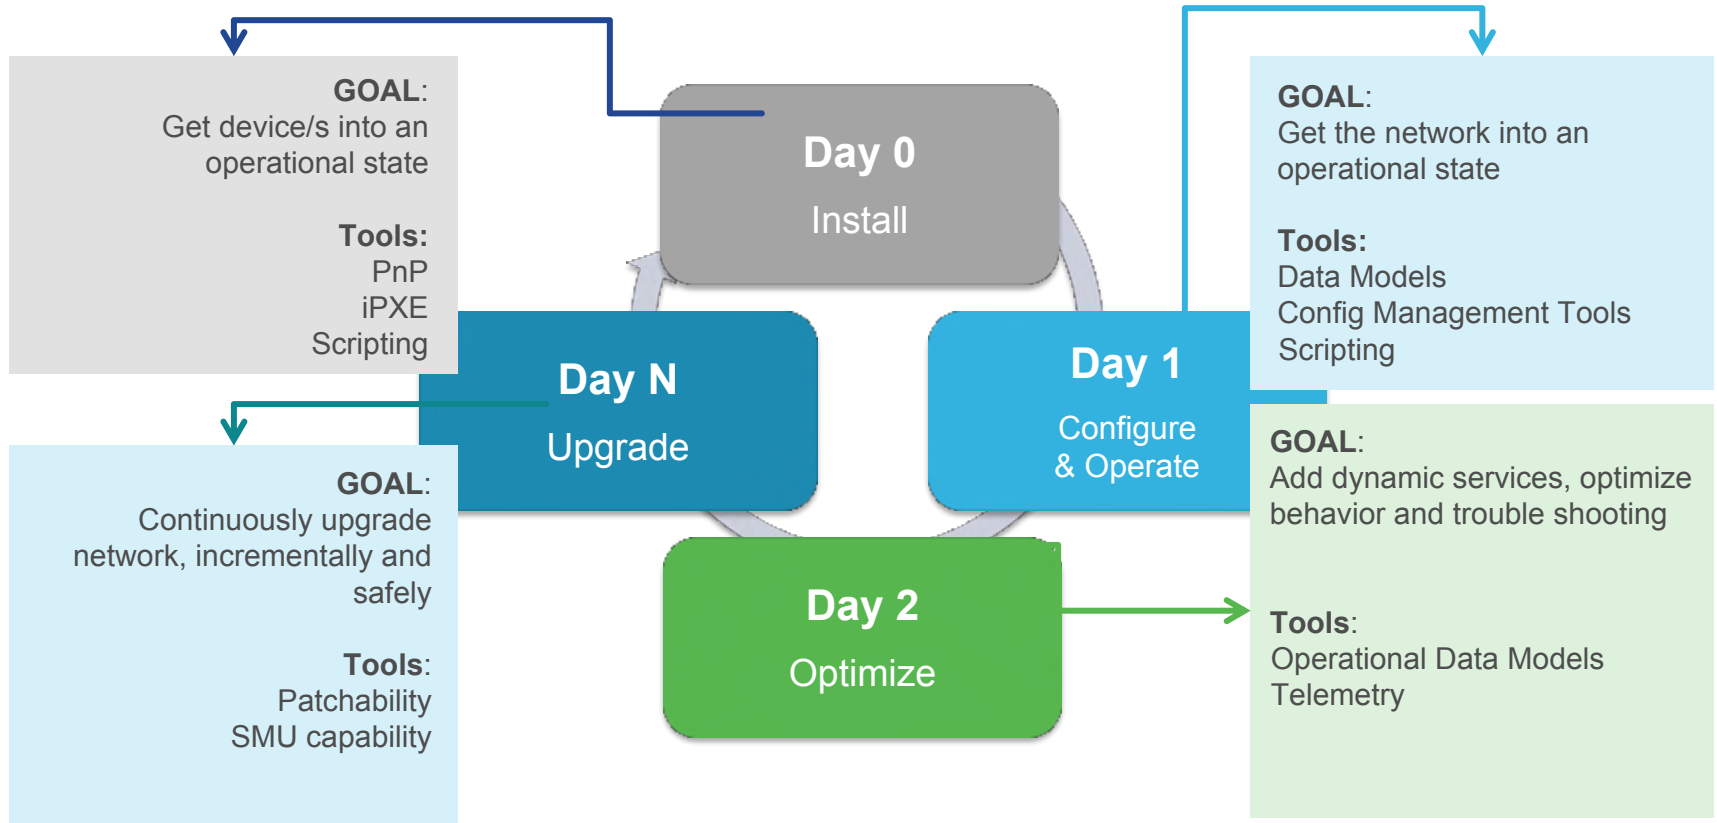 GOAL:
Get device/s into an
operational state
Tools:
PnP
iPXE
Scripting
Day 0
Install
GOAL:
Get the network into an
operational state
Tools:
Data Models
Config Management Tools
Scripting
Day N
Upgrade
Day 1
Configure
& Operate
GOAL:
Continuously upgrade
network, incrementally and
safely
Tools:
Patchability
SMU capability
Day 2
Optimize
GOAL:
Add dynamic services, optimize
behavior and trouble shooting
Tools:
Operational Data Models
Telemetry